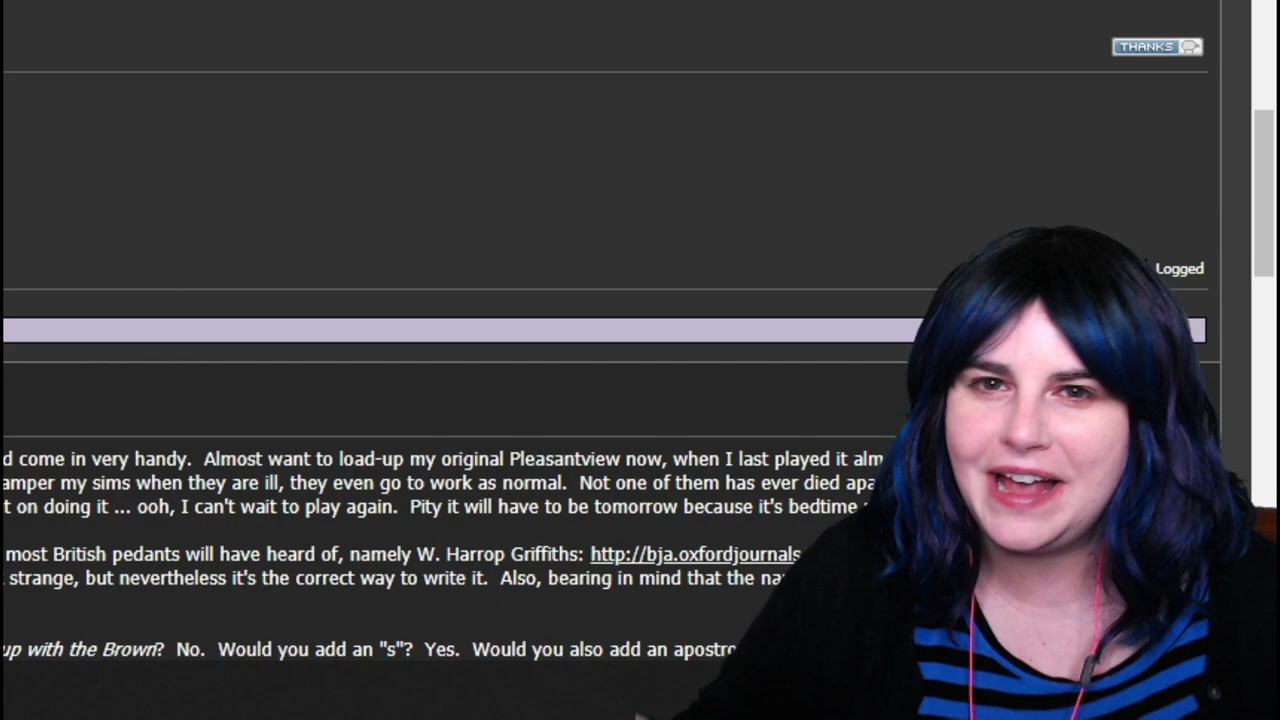 THANKS
Logged
d come in very handy.  Almost want to load-up my original Pleasantview now, when I last played it alm
amper my sims when they are ill, they even go to work as normal.  Not one of them has ever died apa
t on doing it ... ooh, I can't wait to play again.  Pity it will have to be tomorrow because it's bedtime
most British pedants will have heard of, namely W. Harrop Griffiths: http://bja.oxfordjournals
strange, but nevertheless it's the correct way to write it.  Also, bearing in mind that the na
up with the Brown?  No.  Would you add an "s"?  Yes.  Would you also add an apostro